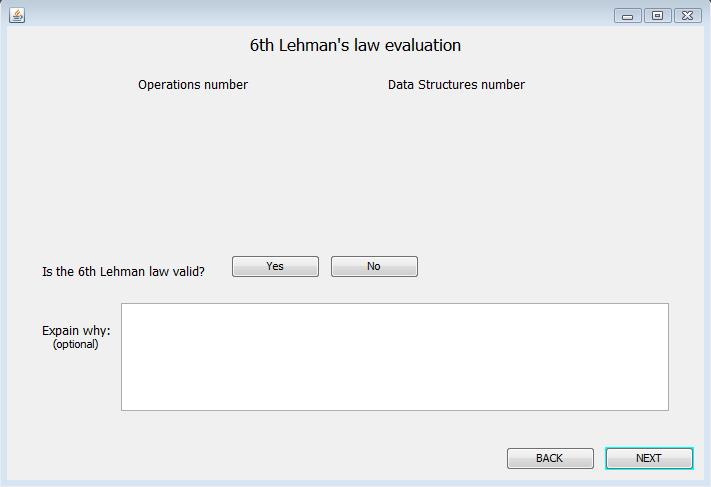 6th Lehman's law evaluation
Operations number
Data Structures number
Is the 6th Lehman law valid?
Yes
No
Expain why:
(optional)
BACK
NEXT